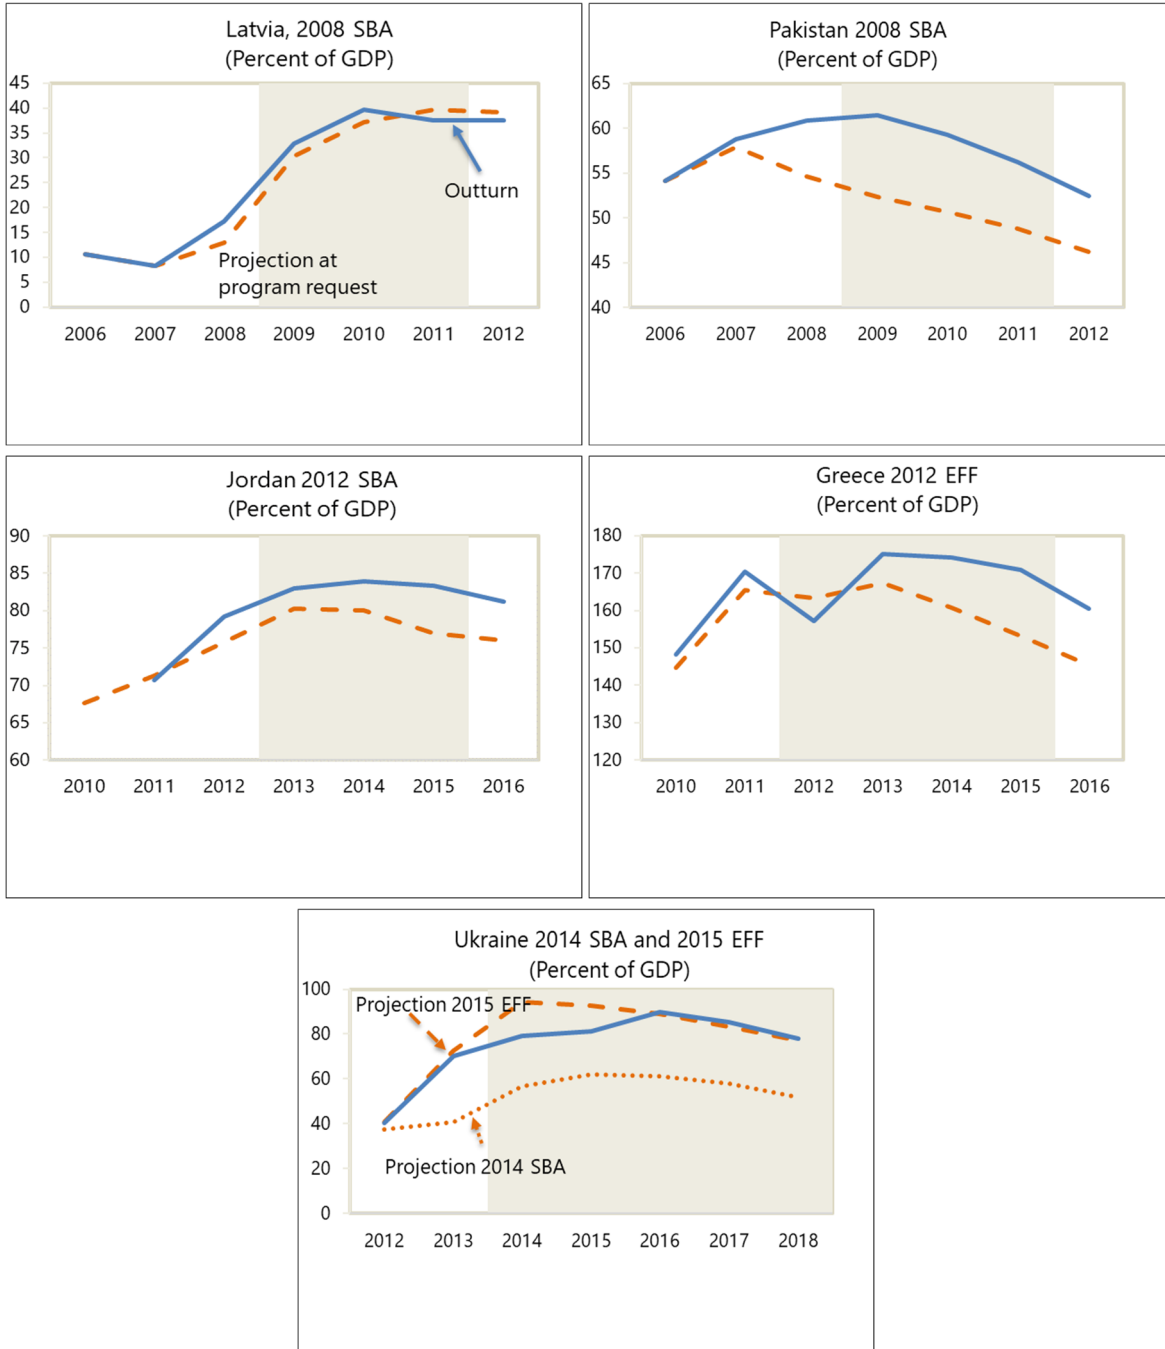 Latvia, 2008 SBA
(Percent of GDP)
45
40
35
30
25
20
15
10
5
0
Outturn
Projection at
program request
2006 2007 2008 2009 2010 2011 2012
Pakistan 2008 SBA
(Percent of GDP)
65
60
55
50
45
40
2006 2007 2008 2009 2010 2011 2012
Jordan 2012 SBA
(Percent of GDP)
90
85
80
75
70
65
60
2010 2011 2012 2013 2014 2015 2016
Greece 2012 EFF
(Percent of GDP)
180
170
160
150
140
130
120
2010 2011 2012 2013 2014 2015 2016
Ukraine 2014 SBA and 2015 EFF
(Percent of GDP)
100
80
60
40
20
0
Projection 2015 EFF
Projection 2014 SBA
2012 2013 2014 2015 2016 2017 2018